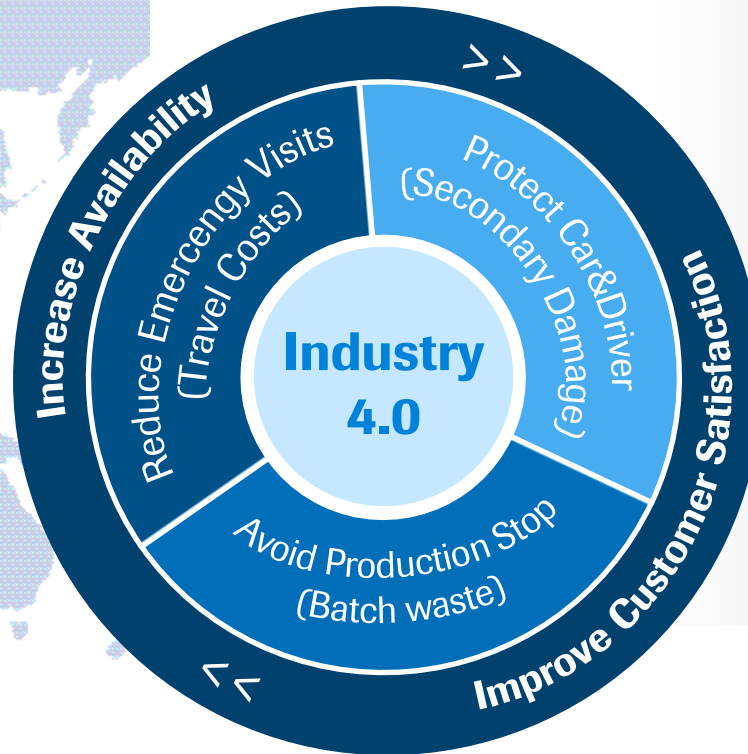 Increase Availability
>>
Reduce Emercengy Visits
(Travel Costs)
Protect Car&Driver
(Secondary Damage)
Industry
4.0
Avoid Production Stop
(Batch waste)
Improve Customer Satisfaction
<<